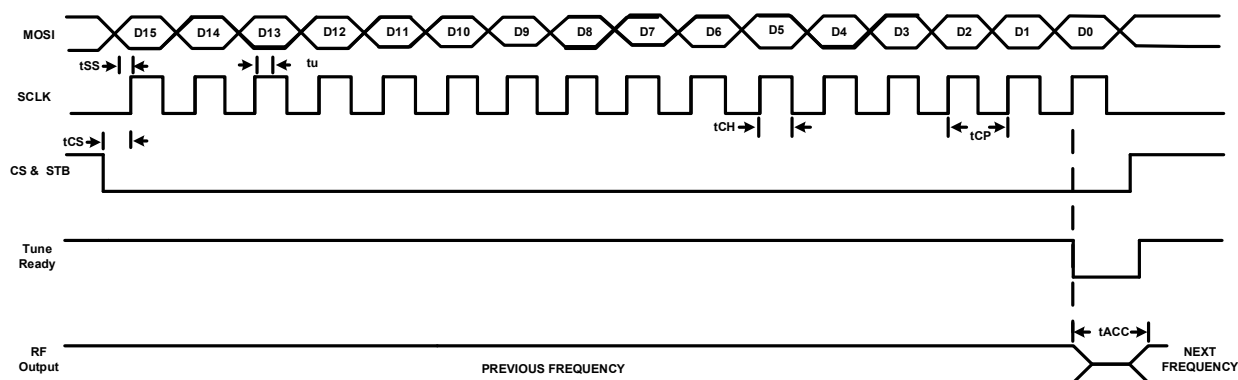 MOSI
D15 D14 D13 D12 D11 D10 D9 D8 D7 D6 D5 D4 D3 D2 D1 D0
tSS tu
SCLK
tCS tCH tCP
CS & STB
Tune
Ready
tACC
RF
Output
PREVIOUS FREQUENCY
NEXT
FREQUENCY